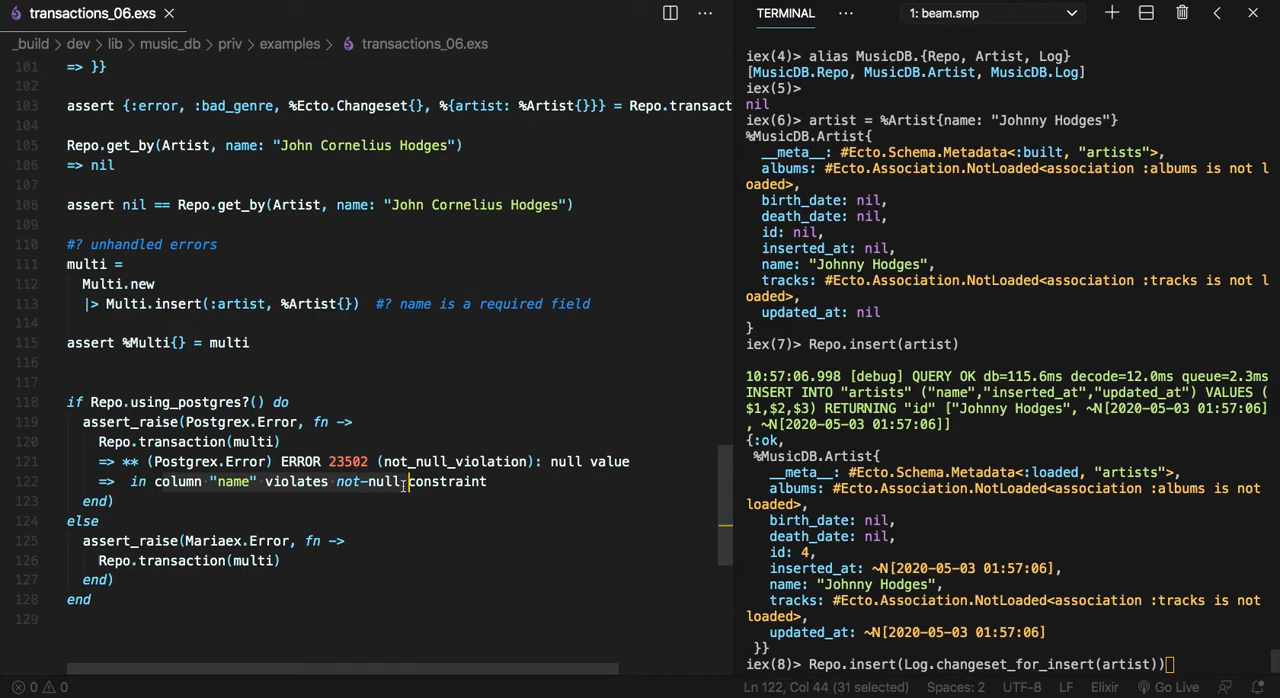 transactions_06.exs
_build > dev > lib > music_db > priv > examples > transactions_06.exs
101 => }}
102
103 assert {:error, :bad_genre, %Ecto.Changeset{}, %{artist: %Artist{}}} = Repo.transact
104
105 Repo.get_by(Artist, name: "John Cornelius Hodges")
106 => nil
107
108 assert nil == Repo.get_by(Artist, name: "John Cornelius Hodges")
109
110 #? unhandled errors
111 multi =
112 Multi.new
113 |> Multi.insert(:artist, %Artist{}) #? name is a required field
114
115 assert %Multi{} = multi
116
117
118 if Repo.using_postgres?() do
119 assert_raise(Postgrex.Error, fn ->
120 Repo.transaction(multi)
121 => ** (Postgrex.Error) ERROR 23502 (not_null_violation): null value
122 => in column "name" violates not-null constraint
123 end)
124 else
125 assert_raise(Mariaex.Error, fn ->
126 Repo.transaction(multi)
127 end)
128 end
129
TERMINAL
1: beam.smp
iex(4)> alias MusicDB.{Repo, Artist, Log}
[MusicDB.Repo, MusicDB.Artist, MusicDB.Log]
iex(5)>
nil
iex(6)> artist = %Artist{name: "Johnny Hodges"}
%MusicDB.Artist{
__meta__: #Ecto.Schema.Metadata<:built, "artists">,
albums: #Ecto.Association.NotLoaded<association :albums is not l
oaded>,
birth_date: nil,
death_date: nil,
id: nil,
inserted_at: nil,
name: "Johnny Hodges",
tracks: #Ecto.Association.NotLoaded<association :tracks is not l
oaded>,
updated_at: nil
}
iex(7)> Repo.insert(artist)
10:57:06.998 [debug] QUERY OK db=115.6ms decode=12.0ms queue=2.3ms
INSERT INTO "artists" ("name","inserted_at","updated_at") VALUES (
$1,$2,$3) RETURNING "id" ["Johnny Hodges", ~N[2020-05-03 01:57:06]
, ~N[2020-05-03 01:57:06]]
{:ok,
%MusicDB.Artist{
__meta__: #Ecto.Schema.Metadata<:loaded, "artists">,
albums: #Ecto.Association.NotLoaded<association :albums is not
loaded>,
birth_date: nil,
death_date: nil,
id: 4,
inserted_at: ~N[2020-05-03 01:57:06],
name: "Johnny Hodges",
tracks: #Ecto.Association.NotLoaded<association :tracks is not
loaded>,
updated_at: ~N[2020-05-03 01:57:06]
}}
iex(8)> Repo.insert(Log.changeset_for_insert(artist))
0 0 Ln 122, Col 44 (31 selected) Spaces: 2 UTF-8 LF Elixir Go Live